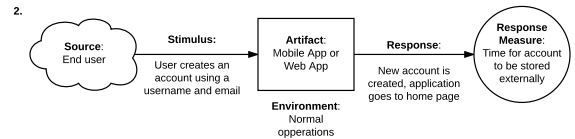 2.
Source:
End user
Stimulus:
User creates an
account using a
username and email
Artifact:
Mobile App or
Web App
Environment:
Normal
opperations
Response:
New account is
created, application
goes to home page
Response
Measure:
Time for account
to be stored
externally